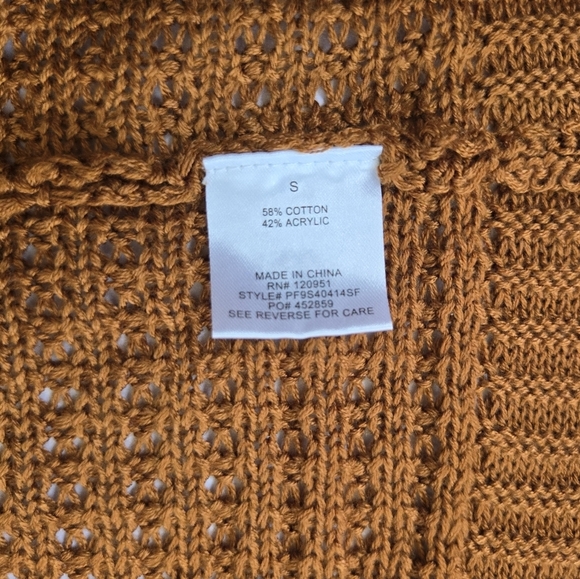 S
58% COTTON
42% ACRYLIC
MADE IN CHINA
RN# 120951
STYLE# PF9S40414SF
PO# 452859
SEE REVERSE FOR CARE